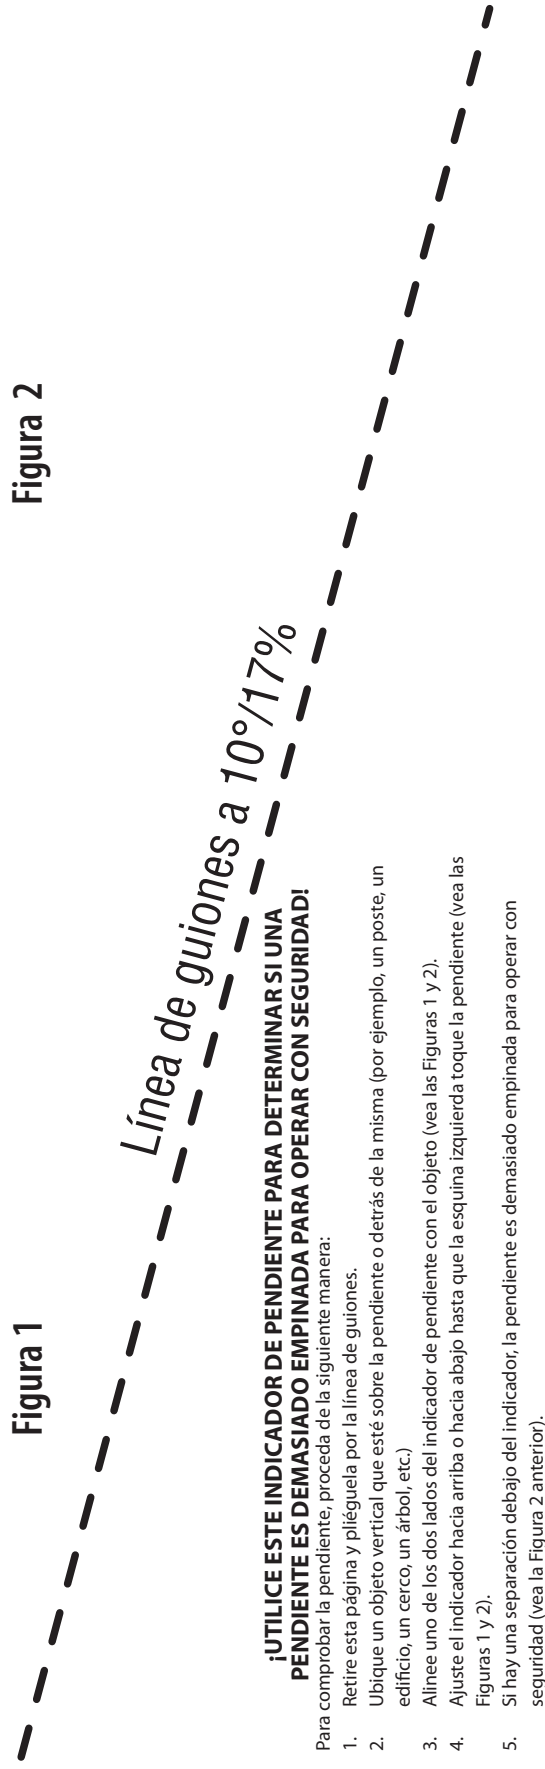 Figura 1
Figura 2
Línea de guiones a 10°/17%
¡UTILICE ESTE INDICADOR DE PENDIENTE PARA DETERMINAR SI UNA
PENDIENTE ES DEMASIADO EMPINADA PARA OPERAR CON SEGURIDAD!
Para comprobar la pendiente, proceda de la siguiente manera:
1. Retire esta página y pliéguela por la línea de guiones.
2. Ubique un objeto vertical que esté sobre la pendiente o detrás de la misma (por ejemplo, un poste, un
edificio, un cerco, un árbol, etc.)
3. Alinee uno de los dos lados del indicador de pendiente con el objeto (vea las Figuras 1 y 2).
4. Ajuste el indicador hacia arriba o hacia abajo hasta que la esquina izquierda toque la pendiente (vea las
Figuras 1 y 2).
5. Si hay una separación debajo del indicador, la pendiente es demasiado empinada para operar con
seguridad (vea la Figura 2 anterior).